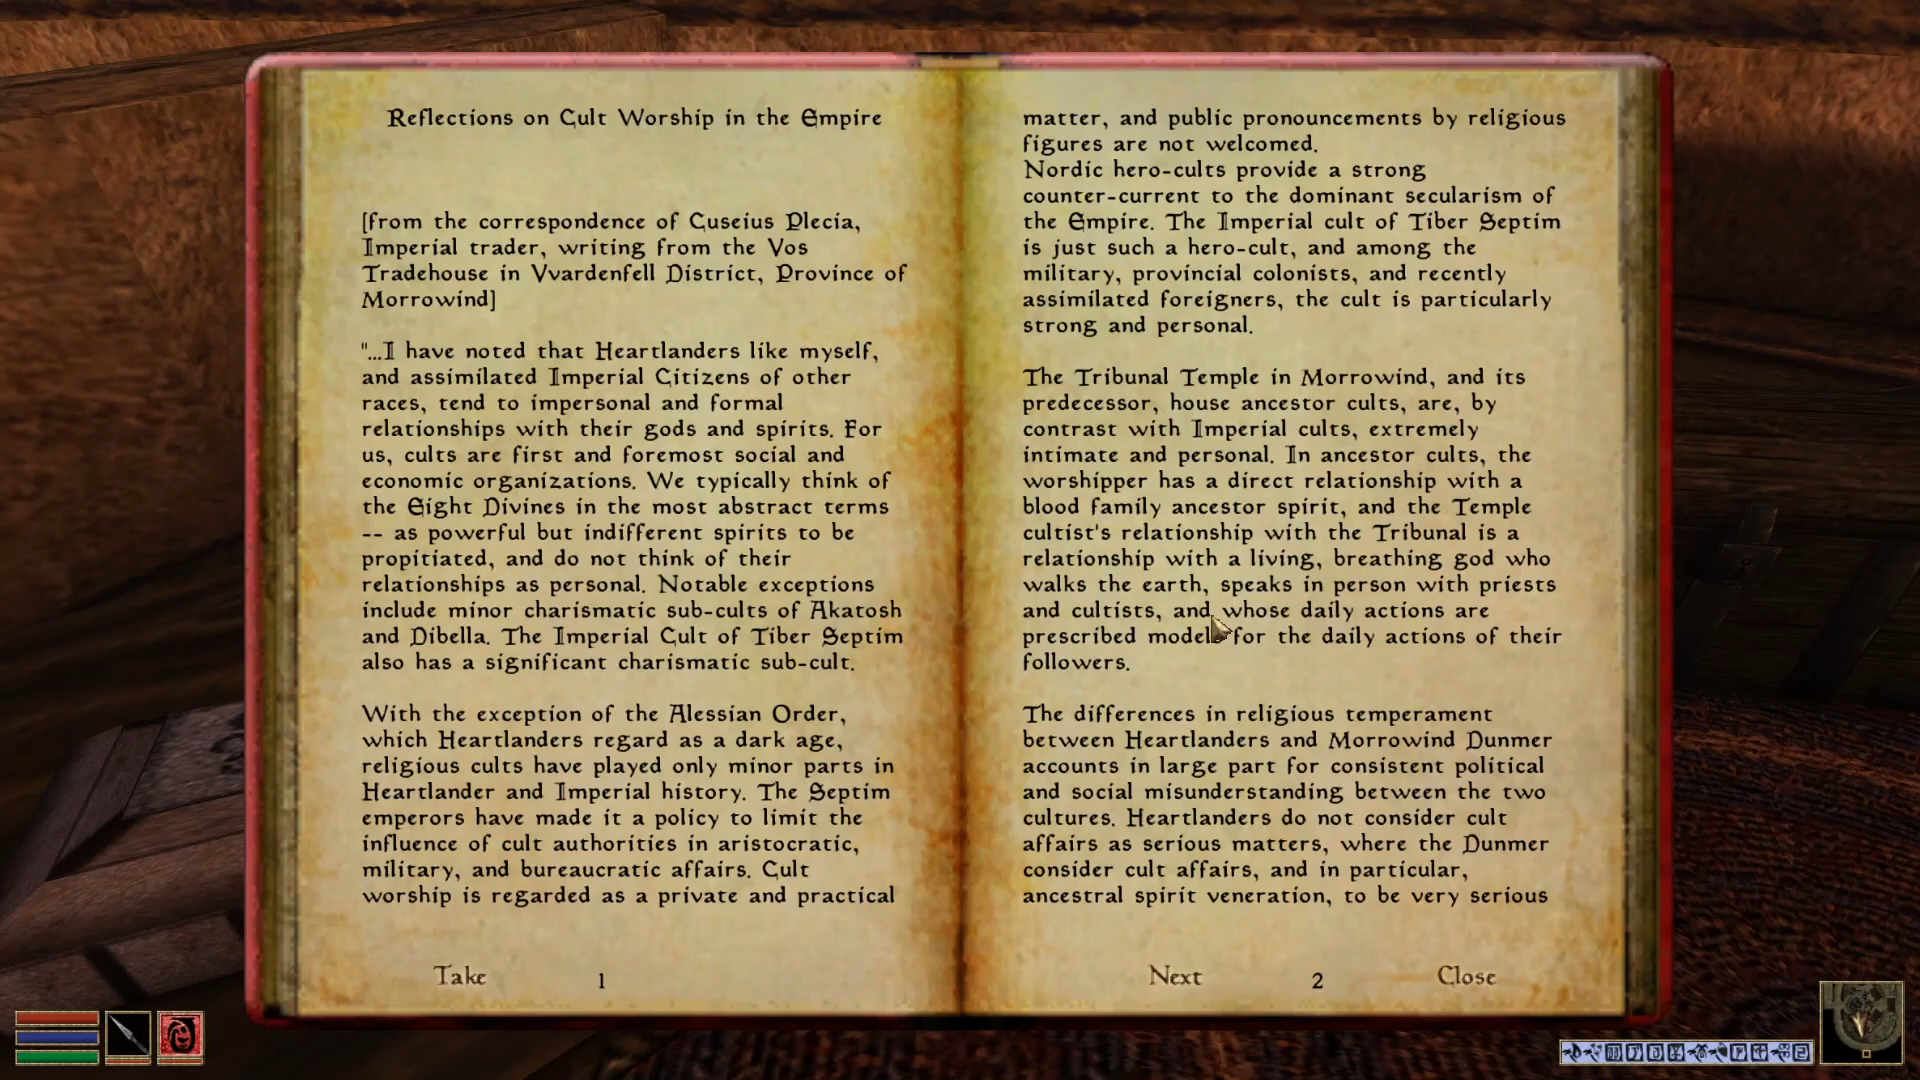 Reflections on Cult Worship in the Empire
[from the correspondence of Cuseius Plecia,
Imperial trader, writing from the Vos
Tradehouse in Vvardenfell District, Province of
Morrowind]
"...I have noted that Heartlanders like myself,
and assimilated Imperial Citizens of other
races, tend to impersonal and formal
relationships with their gods and spirits. For
us, cults are first and foremost social and
economic organizations. We typically think of
the Eight Divines in the most abstract terms
-- as powerful but indifferent spirits to be
propitiated, and do not think of their
relationships as personal. Notable exceptions
include minor charismatic sub-cults of Akatosh
and Dibella. The Imperial Cult of Tiber Septim
also has a significant charismatic sub-cult.
With the exception of the Alessian Order,
which Heartlanders regard as a dark age,
religious cults have played only minor parts in
Heartlander and Imperial history. The Septim
emperors have made it a policy to limit the
influence of cult authorities in aristocratic,
military, and bureaucratic affairs. Cult
worship is regarded as a private and practical
Take
1
matter, and public pronouncements by religious
figures are not welcomed.
Nordic hero-cults provide a strong
counter-current to the dominant secularism of
the Empire. The Imperial cult of Tiber Septim
is just such a hero-cult, and among the
military, provincial colonists, and recently
assimilated foreigners, the cult is particularly
strong and personal.
The Tribunal Temple in Morrowind, and its
predecessor, house ancestor cults, are, by
contrast with Imperial cults, extremely
intimate and personal. In ancestor cults, the
worshipper has a direct relationship with a
blood family ancestor spirit, and the Temple
cultist's relationship with the Tribunal is a
relationship with a living, breathing god who
walks the earth, speaks in person with priests
and cultists, and whose daily actions are
prescribed models for the daily actions of their
followers.
The differences in religious temperament
between Heartlanders and Morrowind Dunmer
accounts in large part for consistent political
and social misunderstanding between the two
cultures. Heartlanders do not consider cult
affairs as serious matters, where the Dunmer
consider cult affairs, and in particular,
ancestral spirit veneration, to be very serious
Next
2
Close